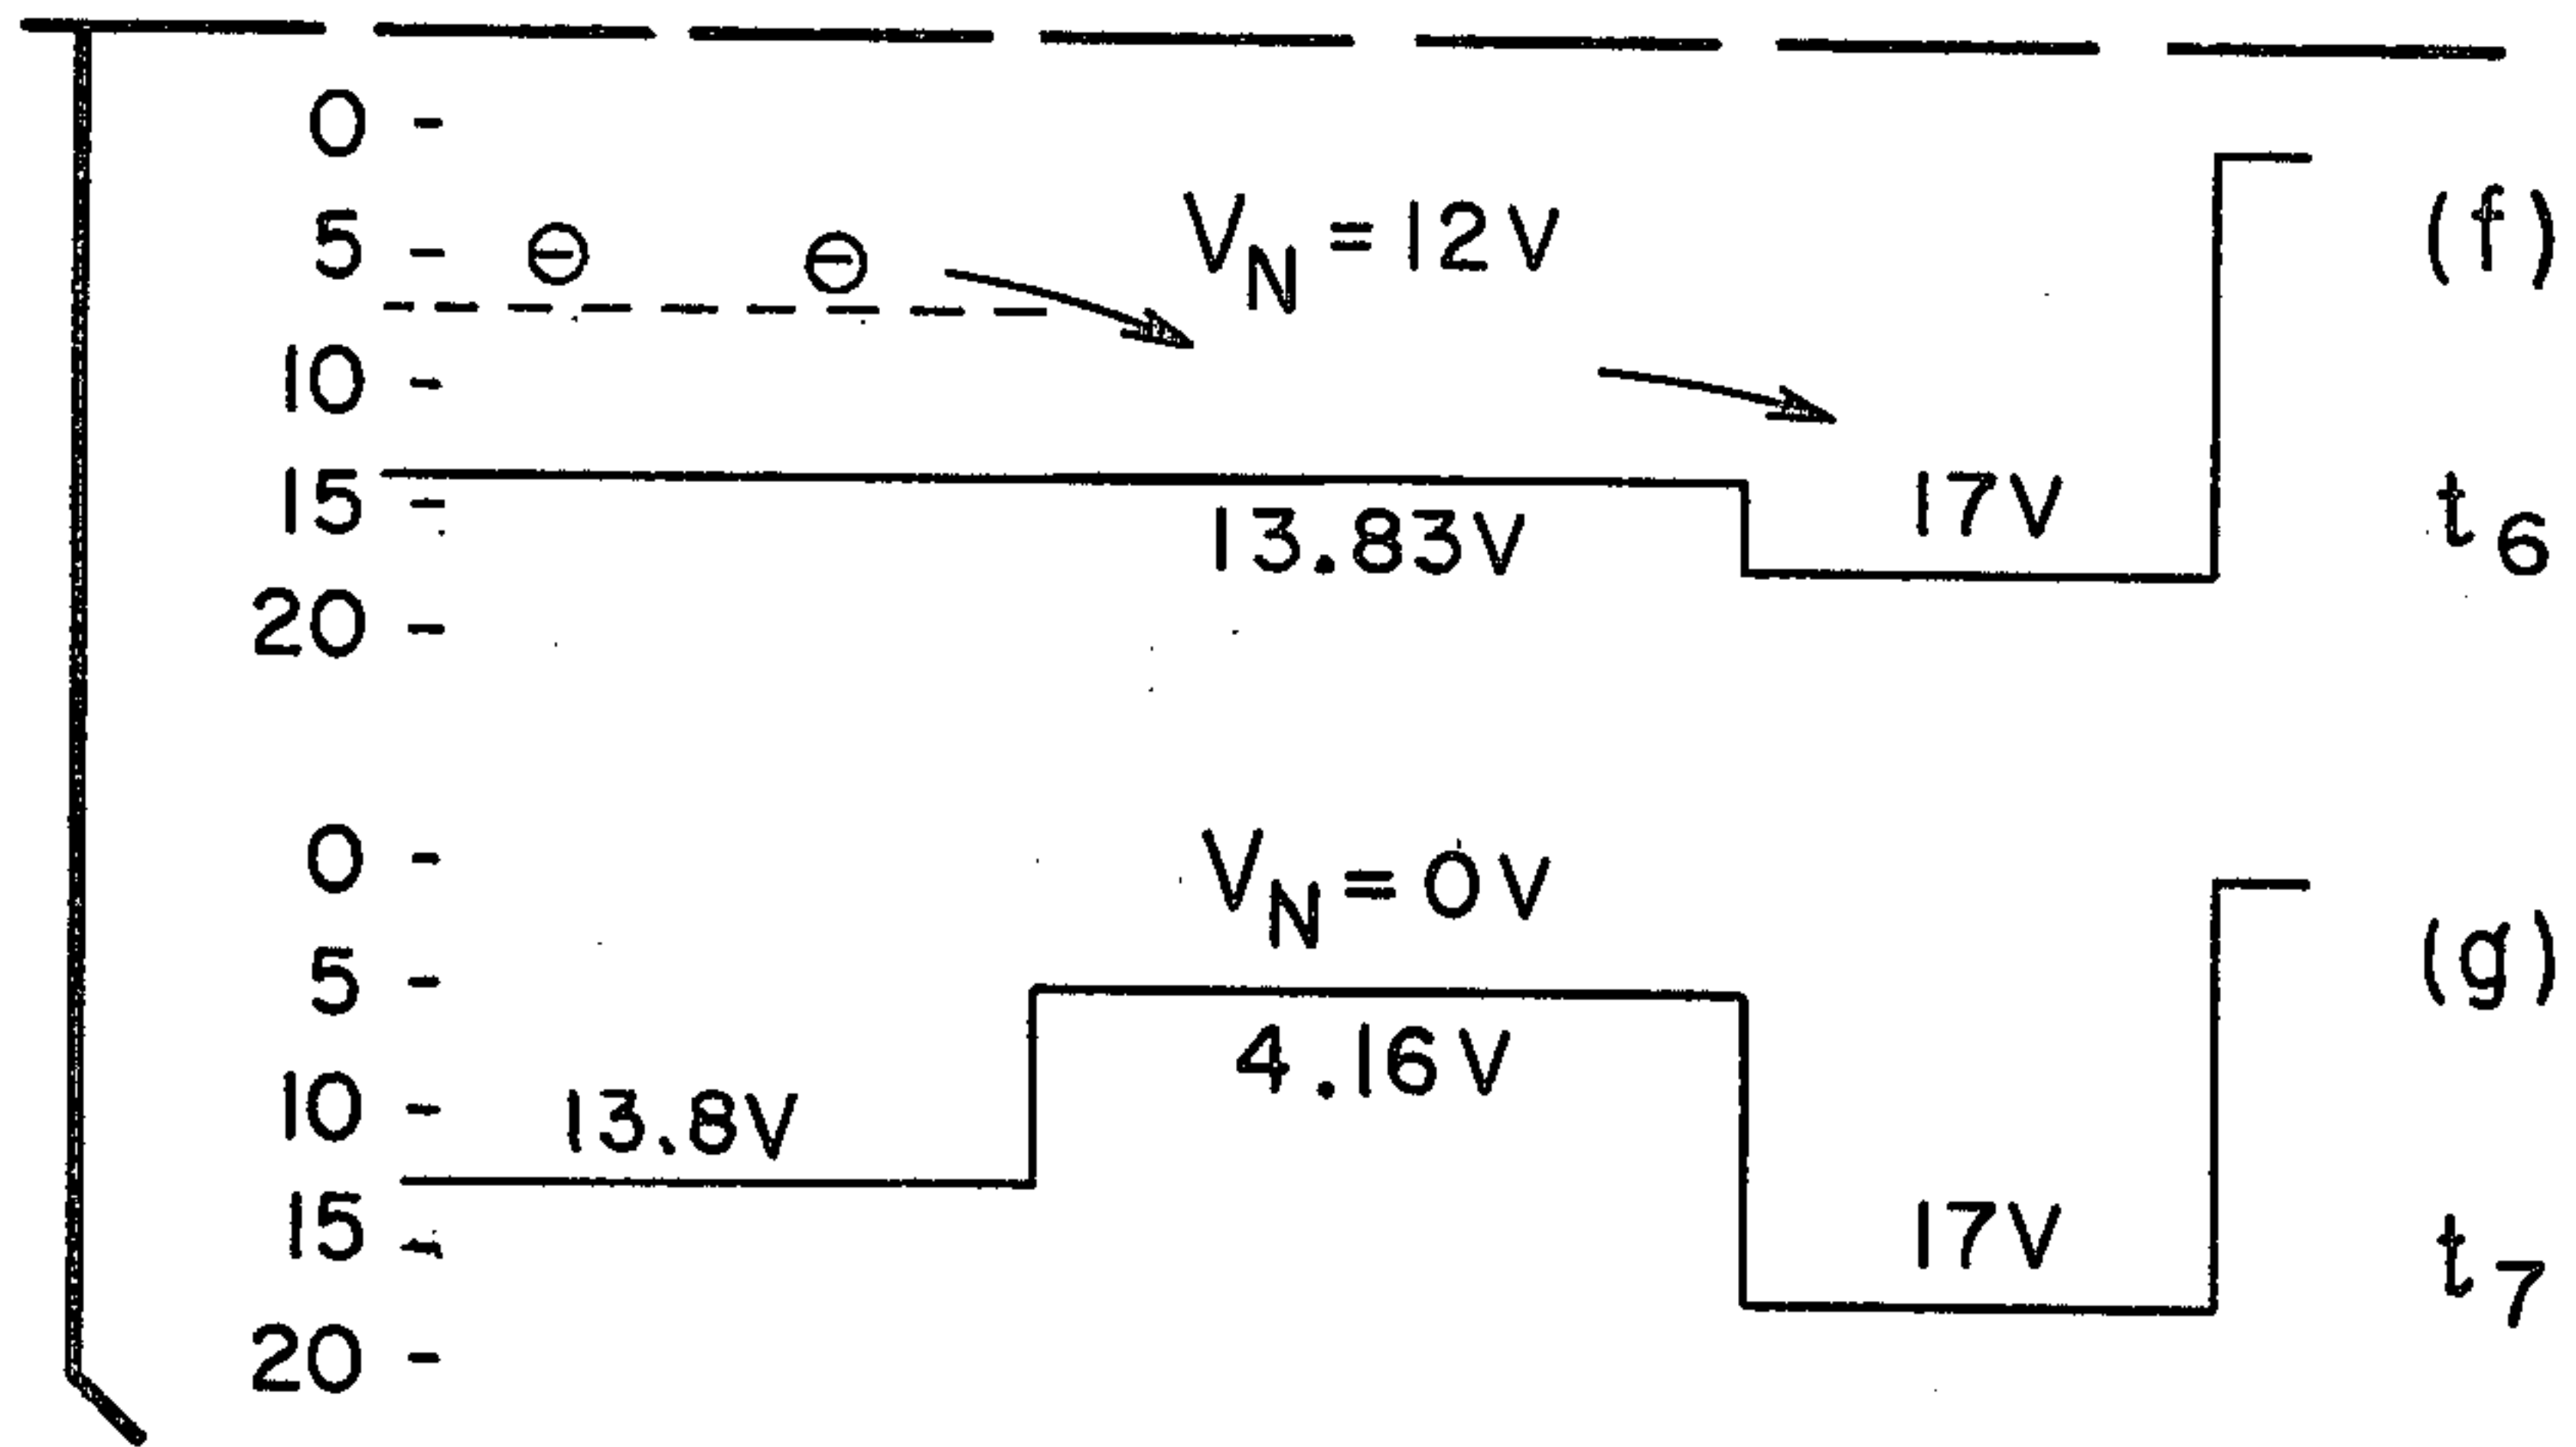 0 -
5 - ⊖ ⊖ V_N = 12V (f)
10 -
15 - 13.83V 17V t_6
20 -
0 - V_N = 0V
5 - (g)
10 - 13.8V 4.16V
15 - 17V t_7
20 -